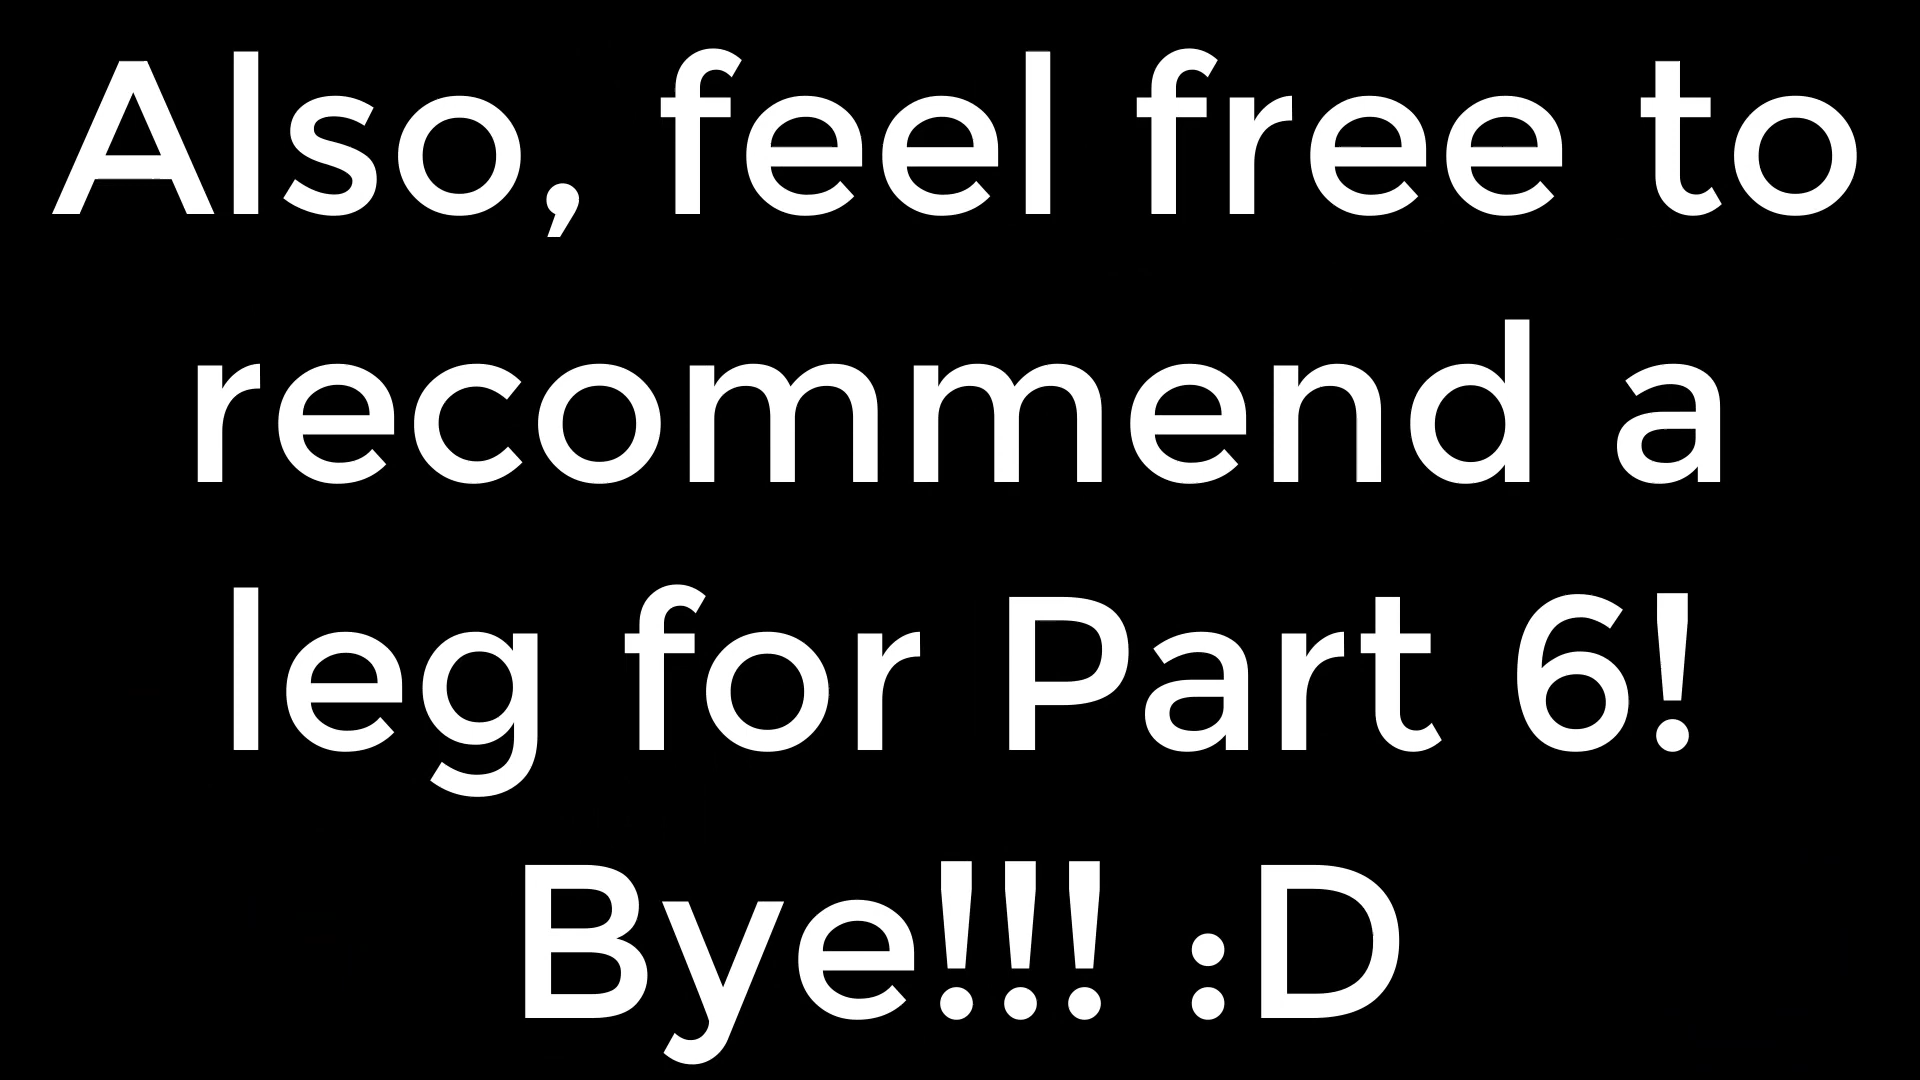 Also, feel free to
recommend a
leg for Part 6!
Bye!!! :D